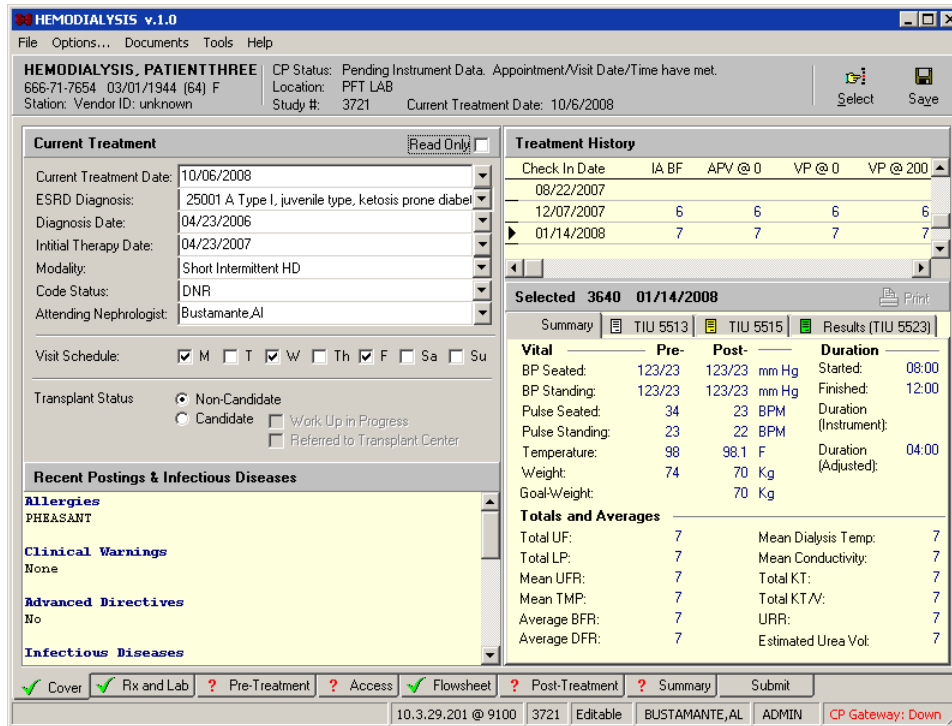 HEMODIALYSIS v.1.0
File Options... Documents Tools Help
HEMODIALYSIS, PATIENTTHREE
666-71-7654 03/01/1944 (64) F
Station: Vendor ID: unknown
CP Status: Pending Instrument Data. Appointment/Visit Date/Time have met.
Location: PFT LAB
Study #: 3721 Current Treatment Date: 10/6/2008
Select Save
Current Treatment Read Only
Current Treatment Date: 10/06/2008
ESRD Diagnosis: 25001 A Type I, juvenile type, ketosis prone diabet
Diagnosis Date: 04/23/2006
Intitial Therapy Date: 04/23/2007
Modality: Short Intermittent HD
Code Status: DNR
Attending Nephrologist: Bustamante,Al
Visit Schedule: M T W Th F Sa Su
Transplant Status Non-Candidate
Candidate Work Up in Progress
Referred to Transplant Center
Recent Postings & Infectious Diseases
Allergies
PHEASANT
Clinical Warnings
None
Advanced Directives
No
Infectious Diseases
Treatment History
Check In Date IA BF APV @ 0 VP @ 0 VP @ 200
08/22/2007
12/07/2007 6 6 6 6
01/14/2008 7 7 7 7
Selected 3640 01/14/2008 Print
Summary TIU 5513 TIU 5515 Results (TIU 5523)
Vital Pre- Post- Duration
BP Seated: 123/23 123/23 mm Hg Started: 08:00
BP Standing: 123/23 123/23 mm Hg Finished: 12:00
Pulse Seated: 34 23 BPM Duration (Instrument):
Pulse Standing: 23 22 BPM
Temperature: 98 98.1 F Duration (Adjusted): 04:00
Weight: 74 70 Kg
Goal-Weight: 70 Kg
Totals and Averages
Total UF: 7 Mean Dialysis Temp: 7
Total LP: 7 Mean Conductivity: 7
Mean UFR: 7 Total KT: 7
Mean TMP: 7 Total KT/V: 7
Average BFR: 7 URR: 7
Average DFR: 7 Estimated Urea Vol: 7
Cover Rx and Lab ? Pre-Treatment ? Access Flowsheet ? Post-Treatment ? Summary Submit
10.3.29.201 @ 9100 3721 Editable BUSTAMANTE,AL ADMIN CP Gateway: Down